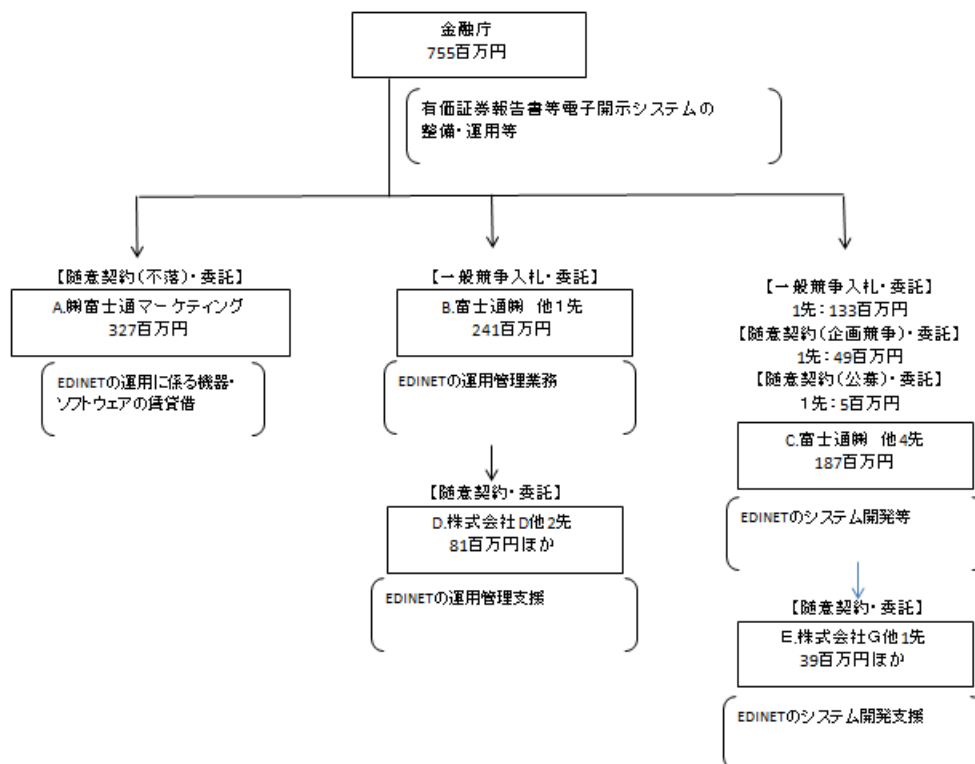 金融庁
755百万円
有価証券報告書等電子開示システムの
整備・運用等
【随意契約(不落)・委託】
A.㈱富士通マーケティング
327百万円
EDINETの運用に係る機器・
ソフトウェアの賃貸借
【一般競争入札・委託】
B.富士通㈱ 他1先
241百万円
EDINETの運用管理業務
【随意契約・委託】
D.株式会社D他2先
81百万円ほか
EDINETの運用管理支援
【一般競争入札・委託】
1先:133百万円
【随意契約(企画競争)・委託】
1先:49百万円
【随意契約(公募)・委託】
1先:5百万円
C.富士通㈱ 他4先
187百万円
EDINETのシステム開発等
【随意契約・委託】
E.株式会社G他1先
39百万円ほか
EDINETのシステム開発支援